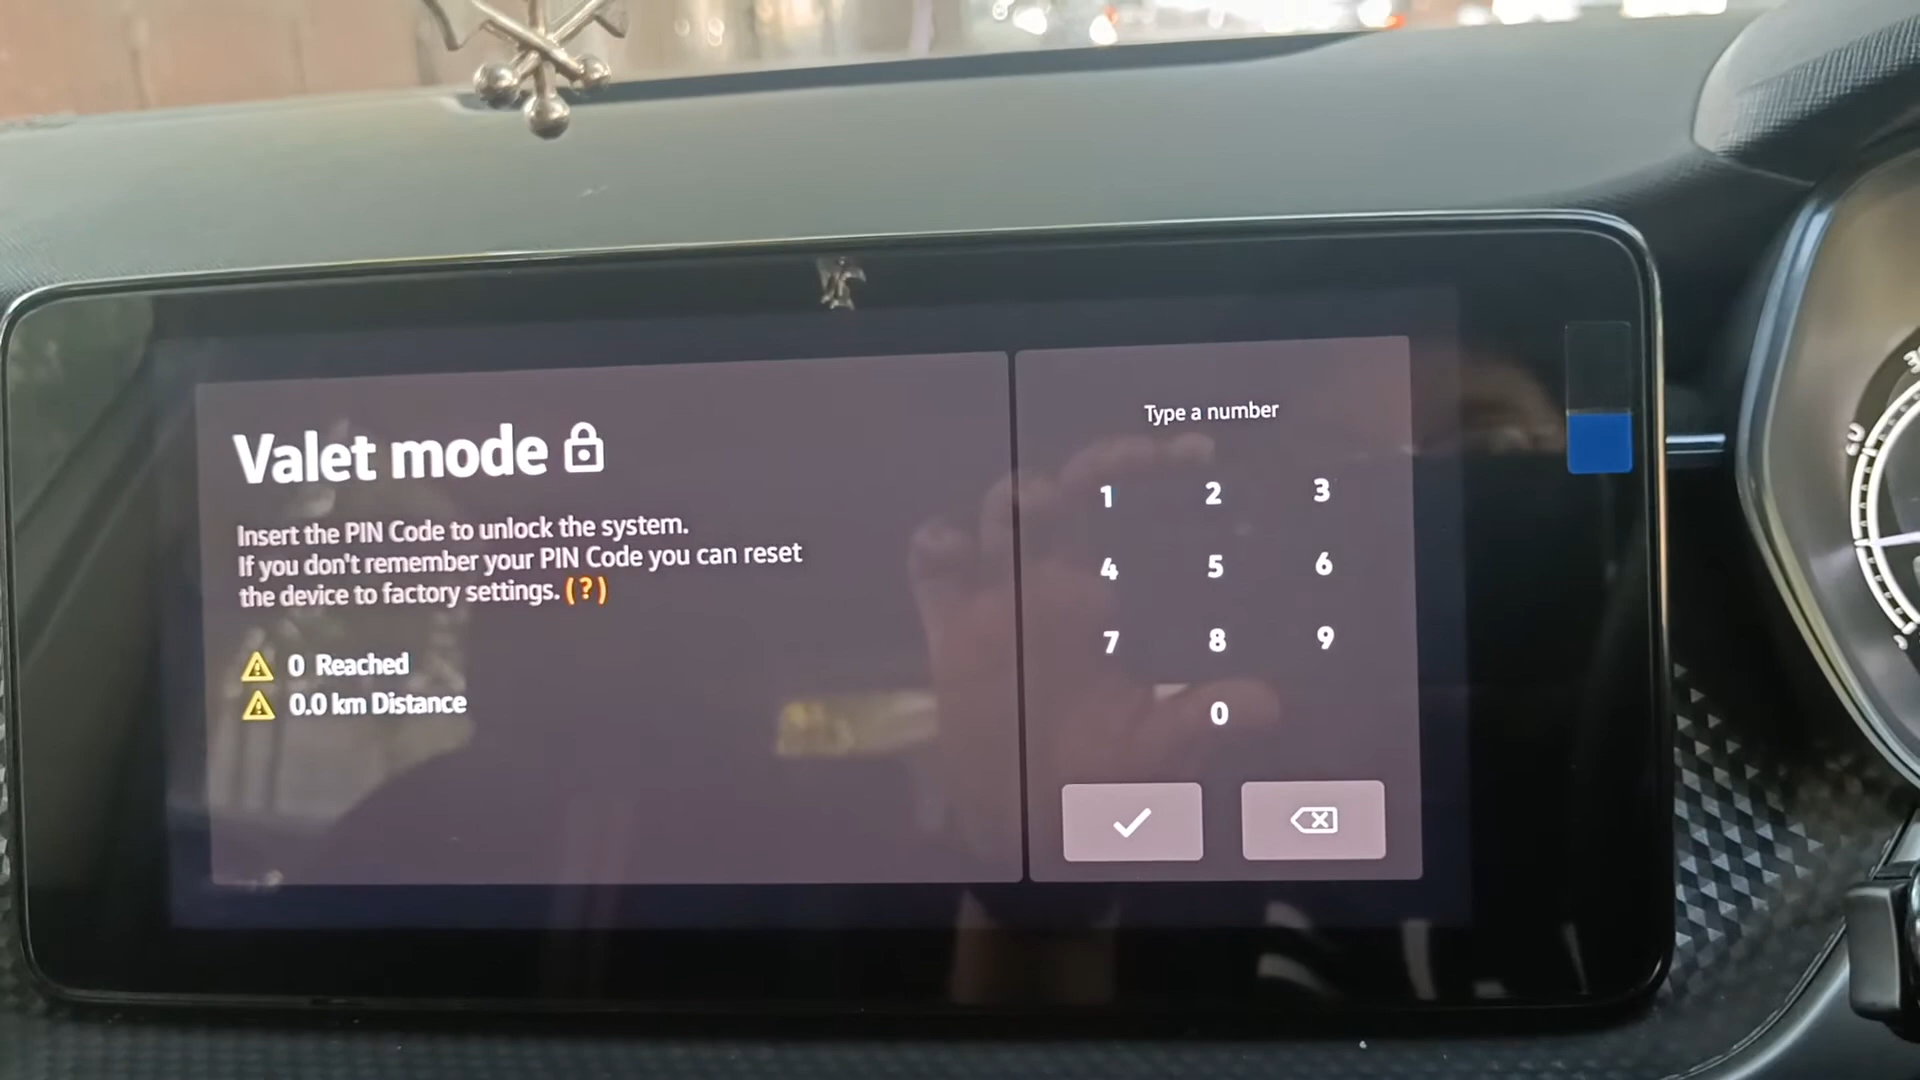 Valet mode
Insert the PIN Code to unlock the system.
If you don't remember your PIN Code you can reset
the device to factory settings. (?)
0 Reached
0.0 km Distance
Type a number
1 2 3
4 5 6
7 8 9
0